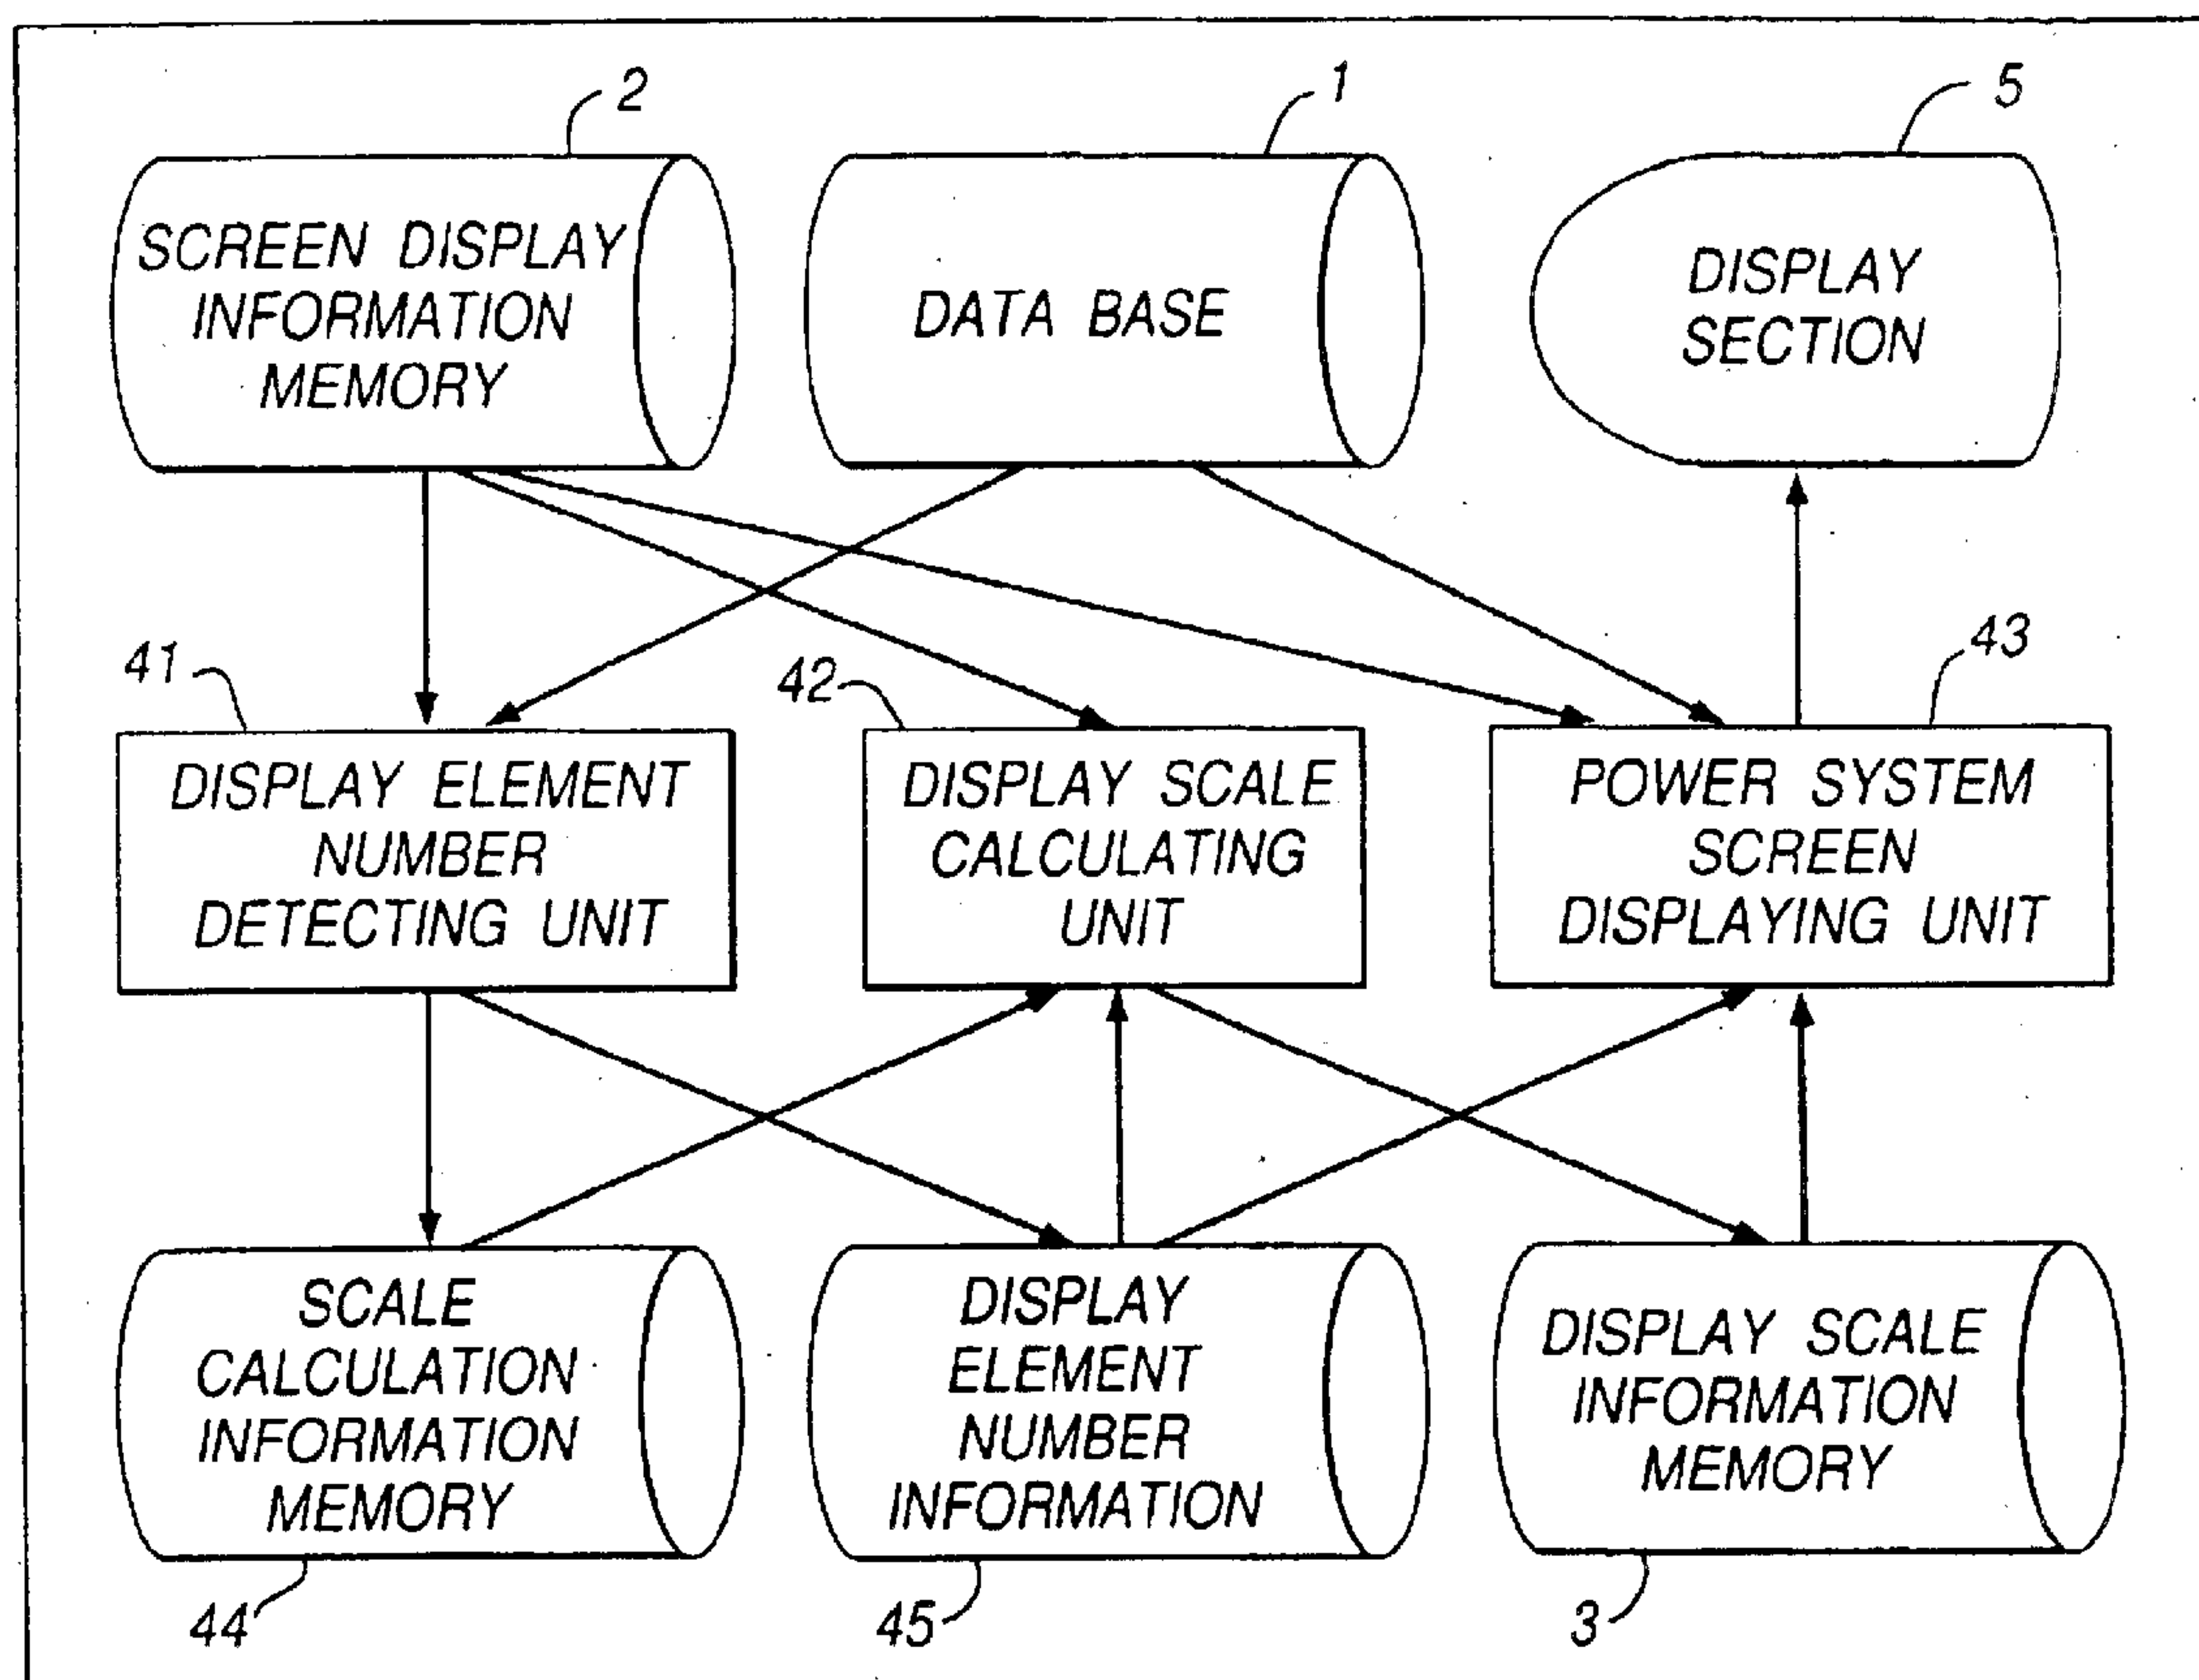 2
1
5
SCREEN DISPLAY
INFORMATION
MEMORY
DATA BASE
DISPLAY
SECTION
41
42
43
DISPLAY ELEMENT
NUMBER
DETECTING UNIT
DISPLAY SCALE
CALCULATING
UNIT
POWER SYSTEM
SCREEN
DISPLAYING UNIT
SCALE
CALCULATION
INFORMATION
MEMORY
DISPLAY
ELEMENT
NUMBER
INFORMATION
DISPLAY SCALE
INFORMATION
MEMORY
44
45
3